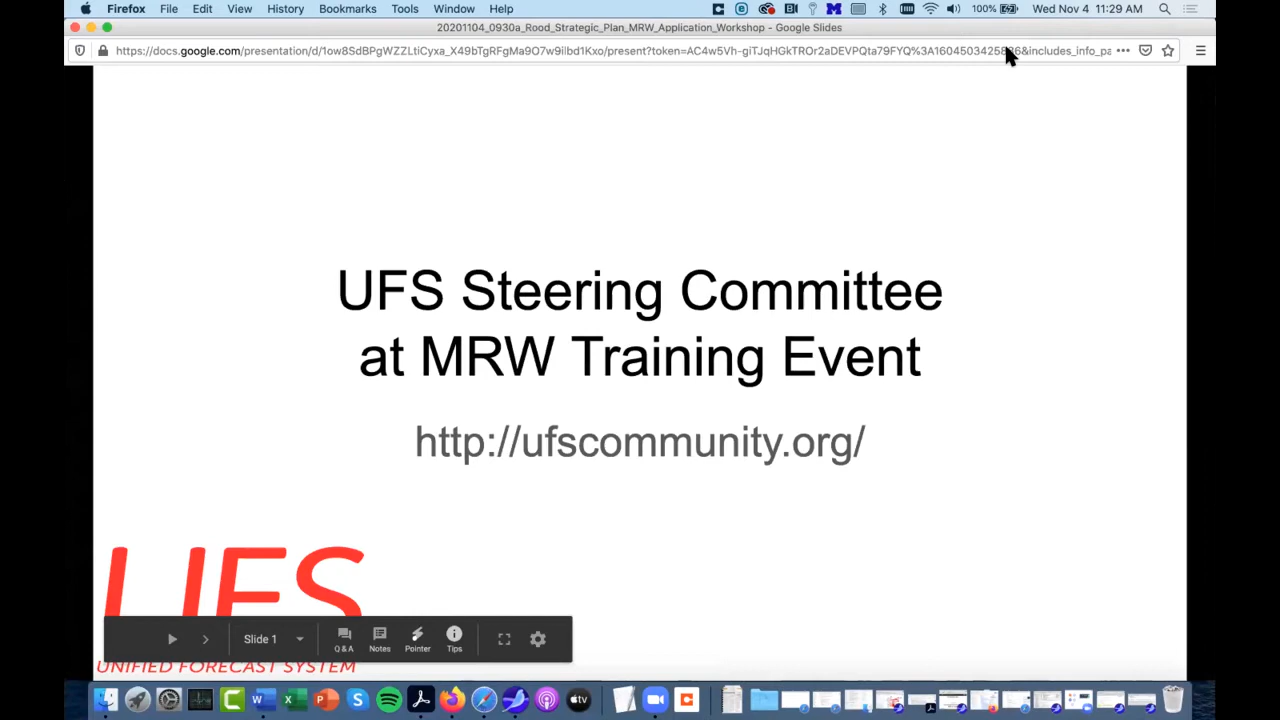 Firefox File Edit View History Bookmarks Tools Window Help 100% Wed Nov 4 11:29 AM
20201104_0930a_Rood_Strategic_Plan_MRW_Application_Workshop - Google Slides
UFS Steering Committee
at MRW Training Event
http://ufscommunity.org/
UFS
Slide 1
Q & A Notes Pointer Tips
UNIFIED FORECAST SYSTEM